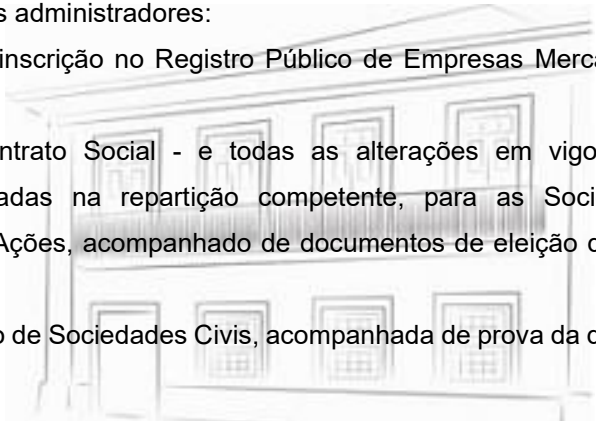 s administradores:
inscrição no Registro Público de Empresas Merca
ntrato Social - e todas as alterações em vigo
adas na repartição competente, para as Soci
Ações, acompanhado de documentos de eleição d
o de Sociedades Civis, acompanhada de prova da d